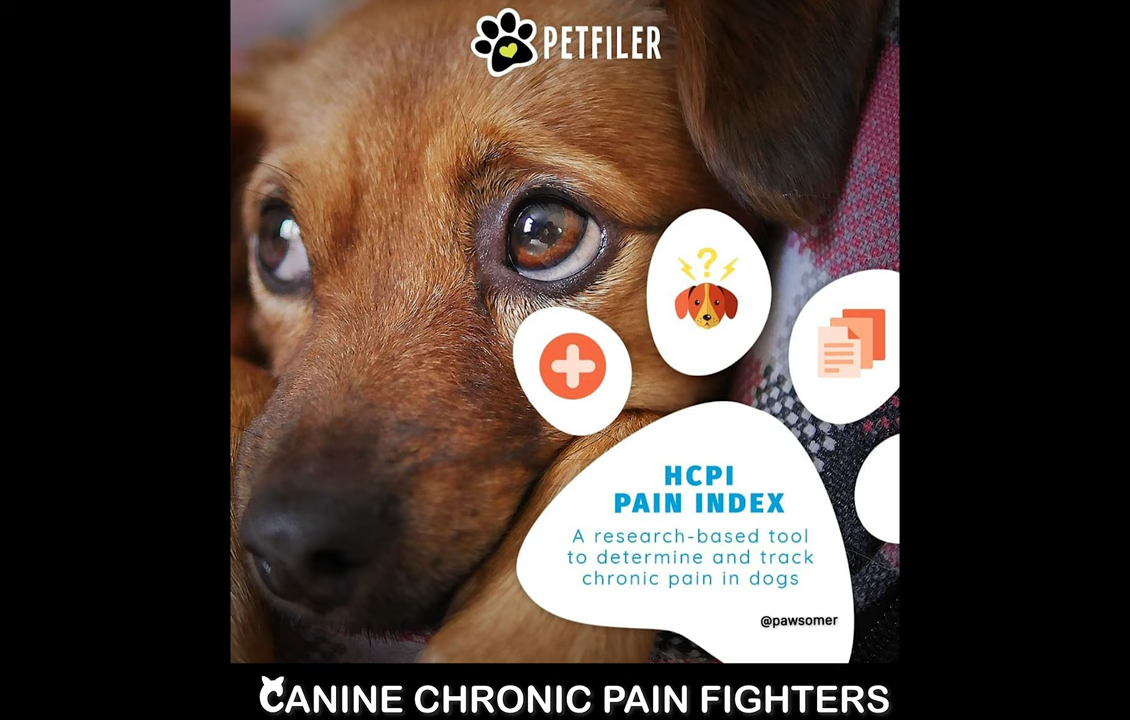 PETFILER
?
HCPI
PAIN INDEX
A research-based tool
to determine and track
chronic pain in dogs
@pawsomer
CANINE CHRONIC PAIN FIGHTERS